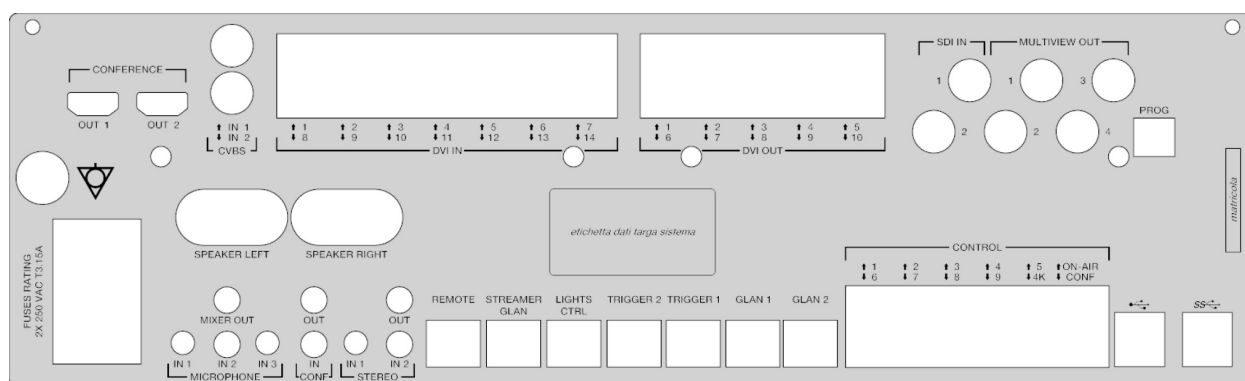 CONFERENCE
OUT 1 OUT 2
⬆ IN 1
⬇ IN 2
CVBS
⬆ 1 ⬆ 2 ⬆ 3 ⬆ 4 ⬆ 5 ⬆ 6 ⬆ 7
⬇ 8 ⬇ 9 ⬇ 10 ⬇ 11 ⬇ 12 ⬇ 13 ⬇ 14
DVI IN
⬆ 1 ⬆ 2 ⬆ 3 ⬆ 4 ⬆ 5
⬇ 6 ⬇ 7 ⬇ 8 ⬇ 9 ⬇ 10
DVI OUT
SDI IN MULTIVIEW OUT
1 1 3
2 2 4
PROG
matricola
FUSES RATING
2X 250 VAC T3.15A
SPEAKER LEFT SPEAKER RIGHT
etichetta dati targa sistema
CONTROL
⬆ 1 ⬆ 2 ⬆ 3 ⬆ 4 ⬆ 5 ⬆ON-AIR
⬇ 6 ⬇ 7 ⬇ 8 ⬇ 9 ⬇4K ⬇ CONF
MIXER OUT OUT OUT
IN 1 IN 2 IN 3 IN IN 1 IN 2
MICROPHONE CONF STEREO
REMOTE STREAMER LIGHTS TRIGGER 2 TRIGGER 1 GLAN 1 GLAN 2
GLAN CTRL
SS